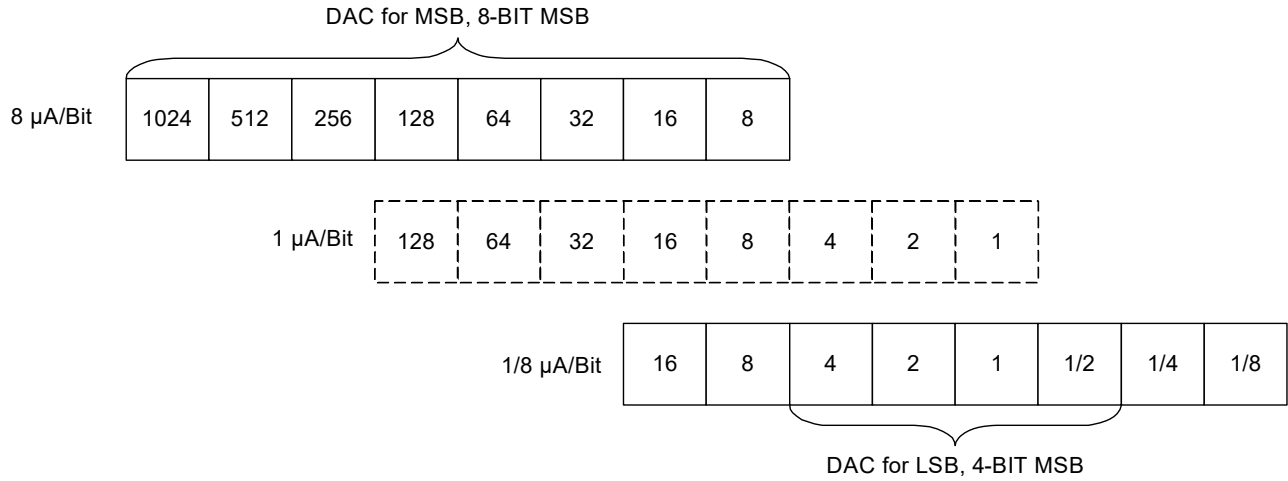 DAC for MSB, 8-BIT MSB
8 µA/Bit 1024 512 256 128 64 32 16 8
1 µA/Bit 128 64 32 16 8 4 2 1
1/8 µA/Bit 16 8 4 2 1 1/2 1/4 1/8
DAC for LSB, 4-BIT MSB